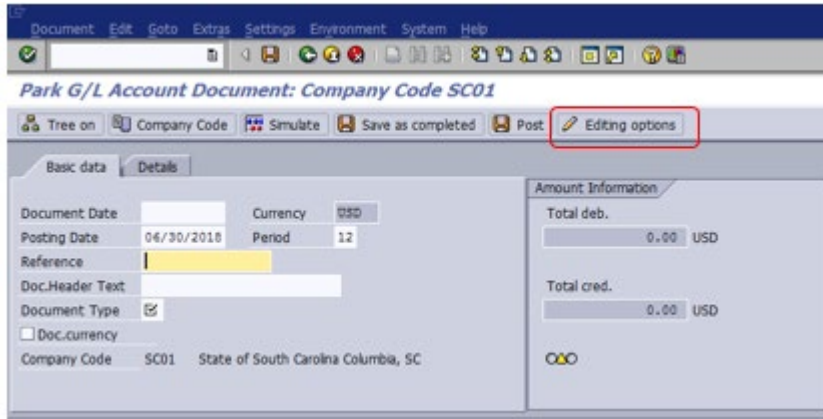 Document Edit Goto Extras Settings Environment System Help
Park G/L Account Document: Company Code SC01
Tree on Company Code Simulate Save as completed Post Editing options
Basic data Details
Amount Information
Document Date Currency USD Total deb.
Posting Date 06/30/2018 Period 12 0.00 USD
Reference
Doc.Header Text Total cred.
Document Type 0.00 USD
Doc.currency
Company Code SC01 State of South Carolina Columbia, SC